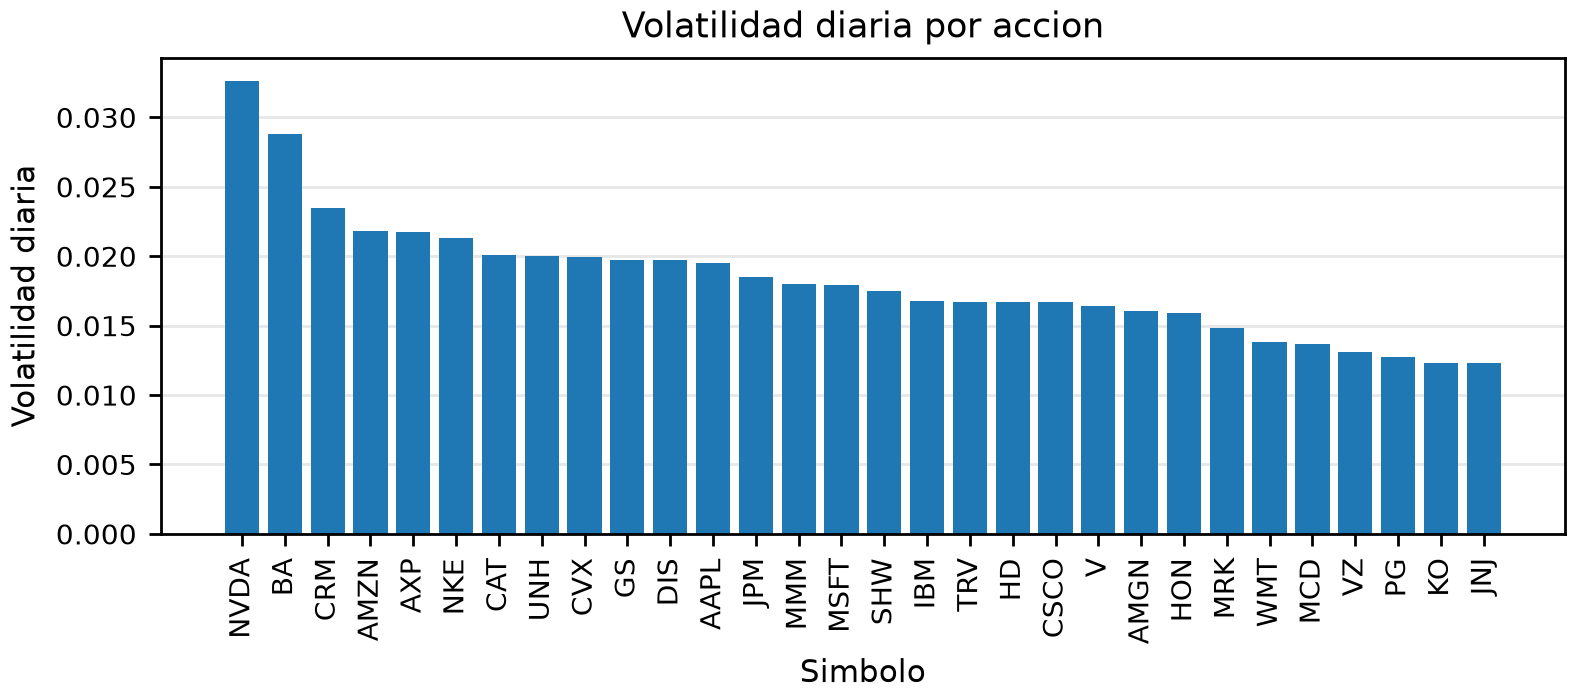 Volatilidad diaria por accion
Volatilidad diaria
0.030
0.025
0.020
0.015
0.010
0.005
0.000
NVDA
BA
CRM
AMZN
AXP
NKE
CAT
UNH
CVX
GS
DIS
AAPL
JPM
MMM
MSFT
SHW
IBM
TRV
HD
CSCO
V
AMGN
HON
MRK
WMT
MCD
VZ
PG
KO
JNJ
Simbolo